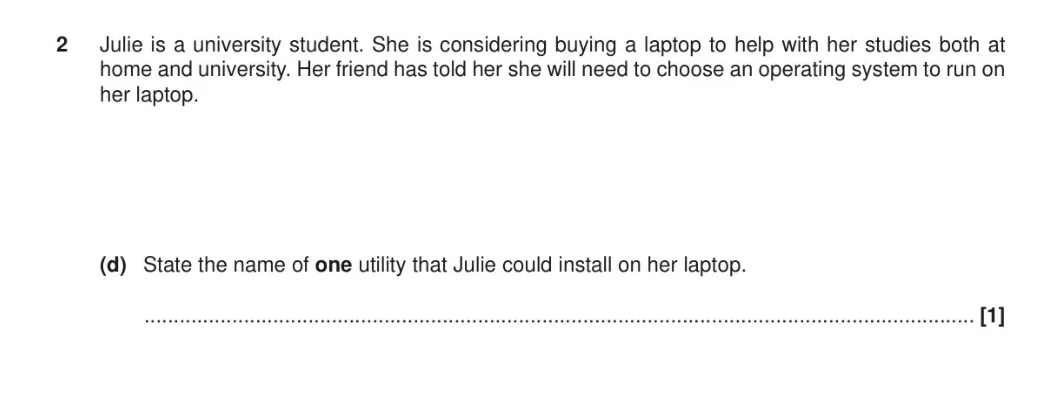 2 Julie is a university student. She is considering buying a laptop to help with her studies both at
home and university. Her friend has told her she will need to choose an operating system to run on
her laptop.
(d) State the name of one utility that Julie could install on her laptop.
.......................................................................................................................................... [1]